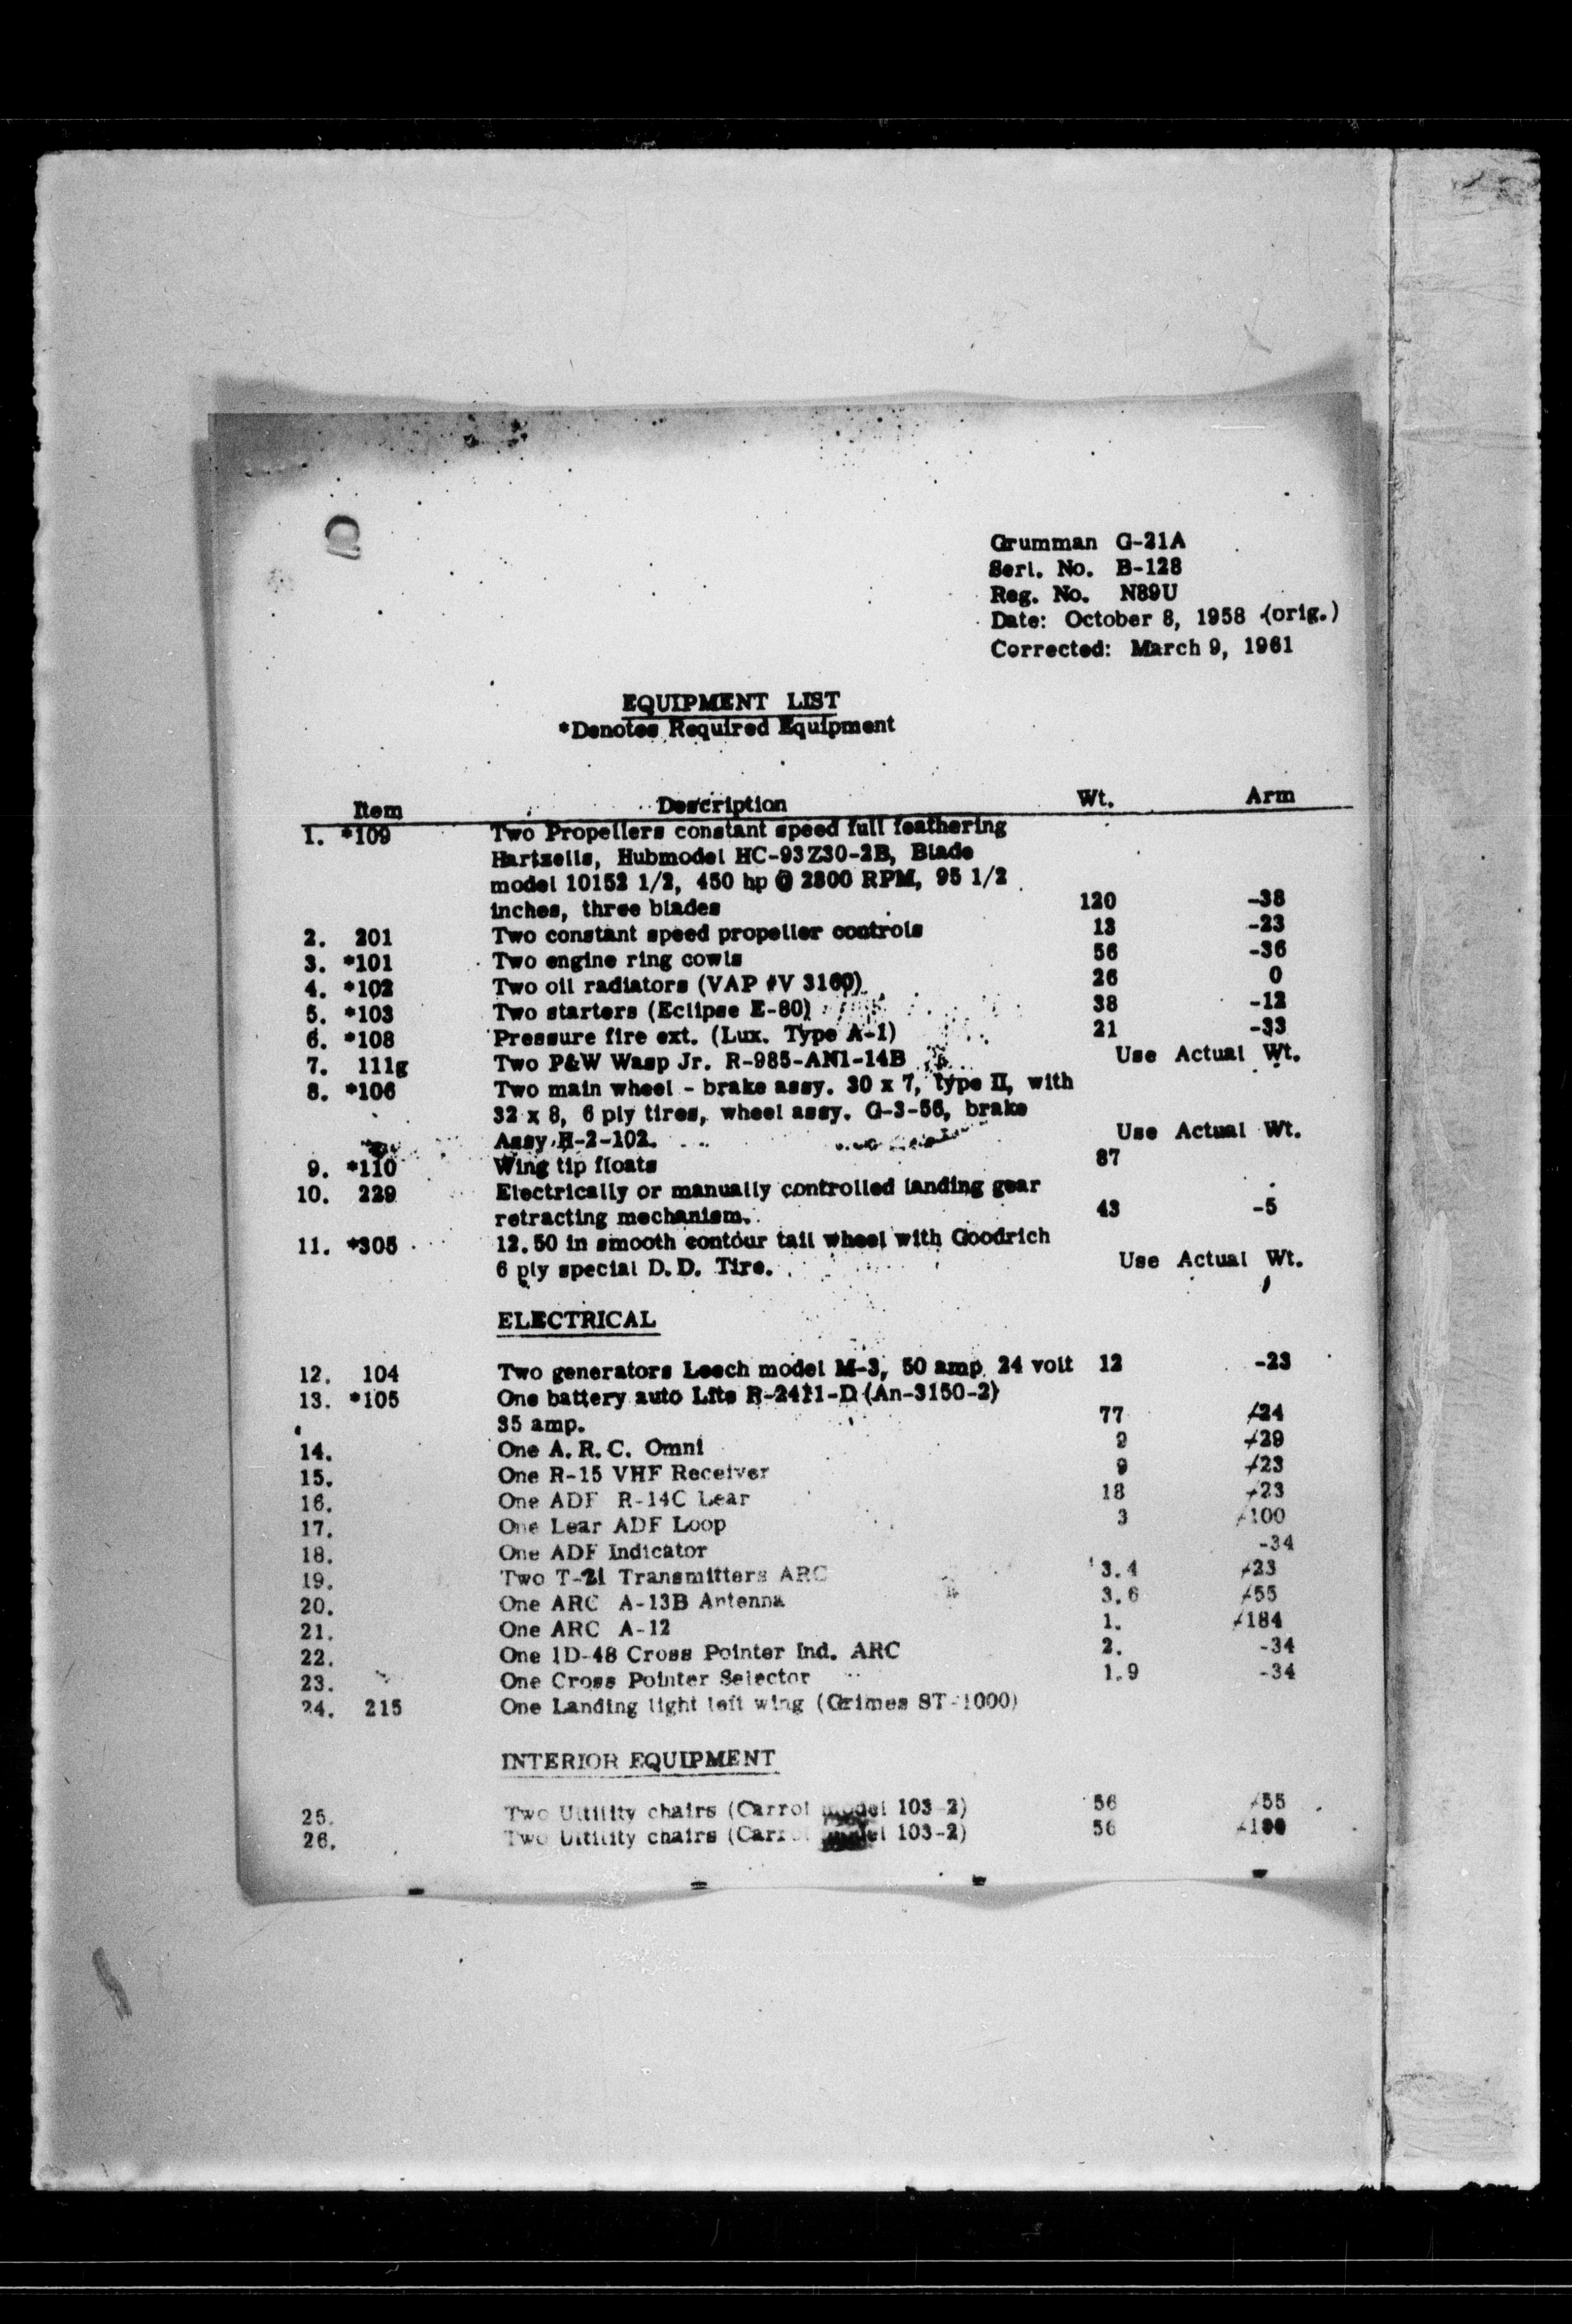 Grumman G-21A
Serl. No. B-128
Reg. No. N89U
Date: October 8, 1958 (orig.)
Corrected: March 9, 1961
EQUIPMENT LIST
*Denotes Required Equipment
Item Description Wt. Arm
1. *109 Two Propellers constant speed full feathering
Hartzells, Hubmodel HC-93Z30-2B, Blade
model 10152 1/2, 450 hp @ 2300 RPM, 95 1/2
inches, three blades 120 -38
2. 201 Two constant speed propeller controls 13 -23
3. *101 Two engine ring cowls 56 -36
4. *102 Two oil radiators (VAP #V 3160) 26 0
5. *103 Two starters (Eclipse E-80) 38 -12
6. *108 Pressure fire ext. (Lux. Type A-1) 21 -33
7. 111g Two P&W Wasp Jr. R-985-AN1-14B Use Actual Wt.
8. *106 Two main wheel - brake assy. 30 x 7, type II, with
32 x 8, 6 ply tires, wheel assy. G-3-56, brake
Assy H-2-102. Use Actual Wt.
9. *110 Wing tip floats 87
10. 229 Electrically or manually controlled landing gear
retracting mechanism. 43 -5
11. *305 12.50 in smooth contour tail wheel with Goodrich
6 ply special D.D. Tire. Use Actual Wt.
ELECTRICAL
12. 104 Two generators Leech model M-3, 50 amp 24 volt 12 -23
13. *105 One battery auto Lite R-2411-D (An-3150-2)
35 amp. 77 +24
14. One A.R.C. Omni 9 +29
15. One R-15 VHF Receiver 9 +23
16. One ADF R-14C Lear 18 +23
17. One Lear ADF Loop 3 +100
18. One ADF Indicator -34
19. Two T-21 Transmitters ARC 3.4 +23
20. One ARC A-13B Antenna 3.6 +55
21. One ARC A-12 1. +184
22. One 1D-48 Cross Pointer Ind. ARC 2. -34
23. One Cross Pointer Selector 1.9 -34
24. 215 One Landing light left wing (Grimes ST-1000)
INTERIOR EQUIPMENT
25. Two Utility chairs (Carrol model 103-2) 56 +55
26. Two Utility chairs (Carrol model 103-2) 56